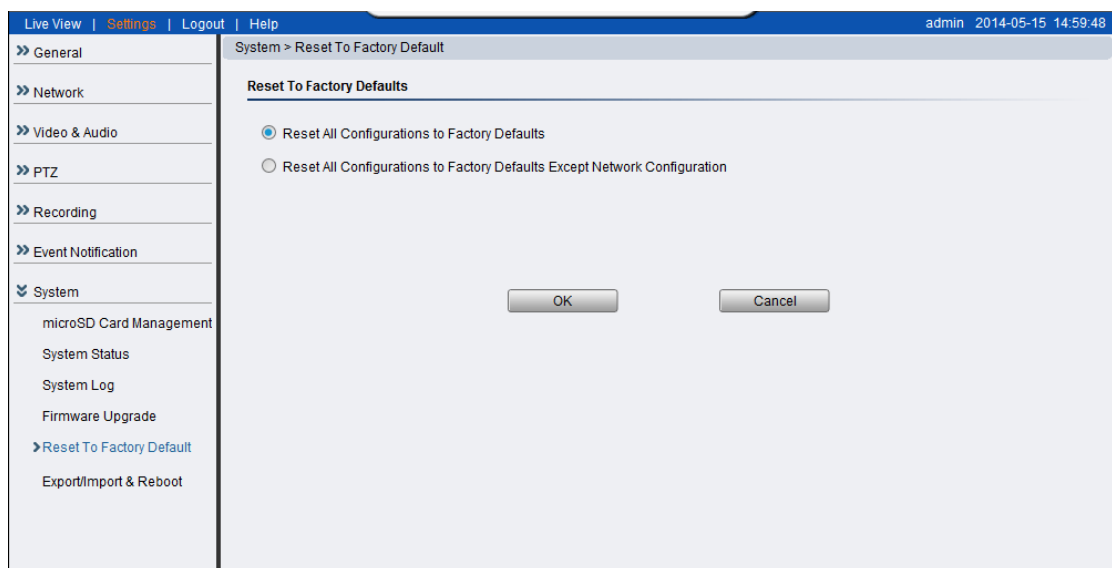 Live View | Settings | Logout | Help admin 2014-05-15 14:59:48
General
Network
Video & Audio
PTZ
Recording
Event Notification
System
microSD Card Management
System Status
System Log
Firmware Upgrade
Reset To Factory Default
Export/Import & Reboot
System > Reset To Factory Default
Reset To Factory Defaults
Reset All Configurations to Factory Defaults
Reset All Configurations to Factory Defaults Except Network Configuration
OK Cancel